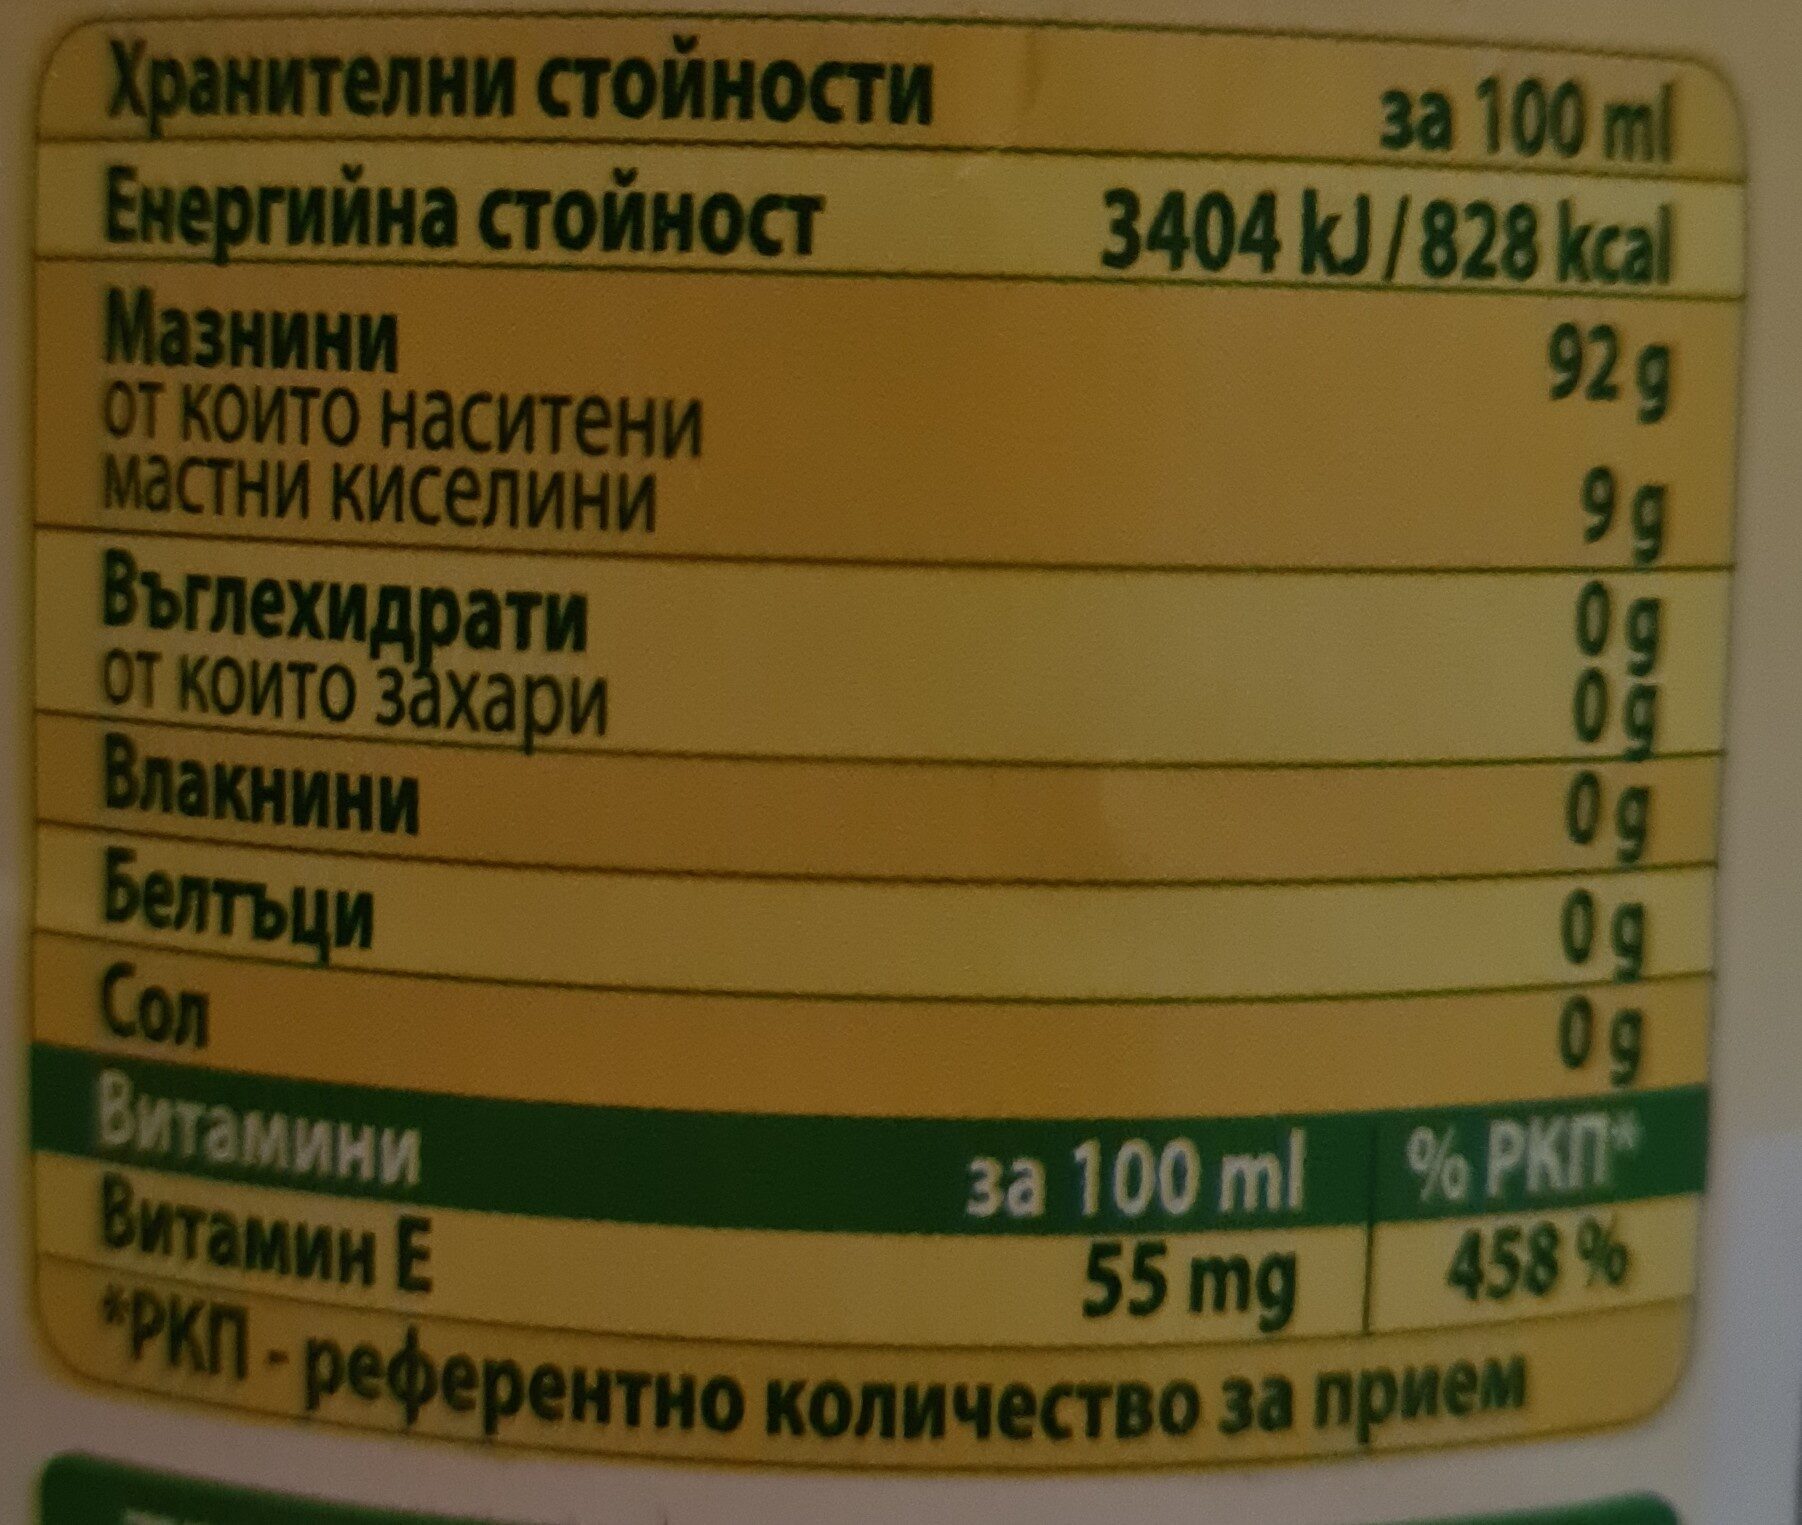 Хранителни стойности за 100 ml
Енергийна стойност 3404 kJ / 828 kcal
Мазнини 92 g
от които наситени
мастни киселини 9 g
Въглехидрати 0 g
от които захари 0 g
Влакнини 0 g
Белтъци 0 g
Сол 0 g
Витамини за 100 ml % РКП*
Витамин Е 55 mg 458 %
*РКП - референтно количество за прием